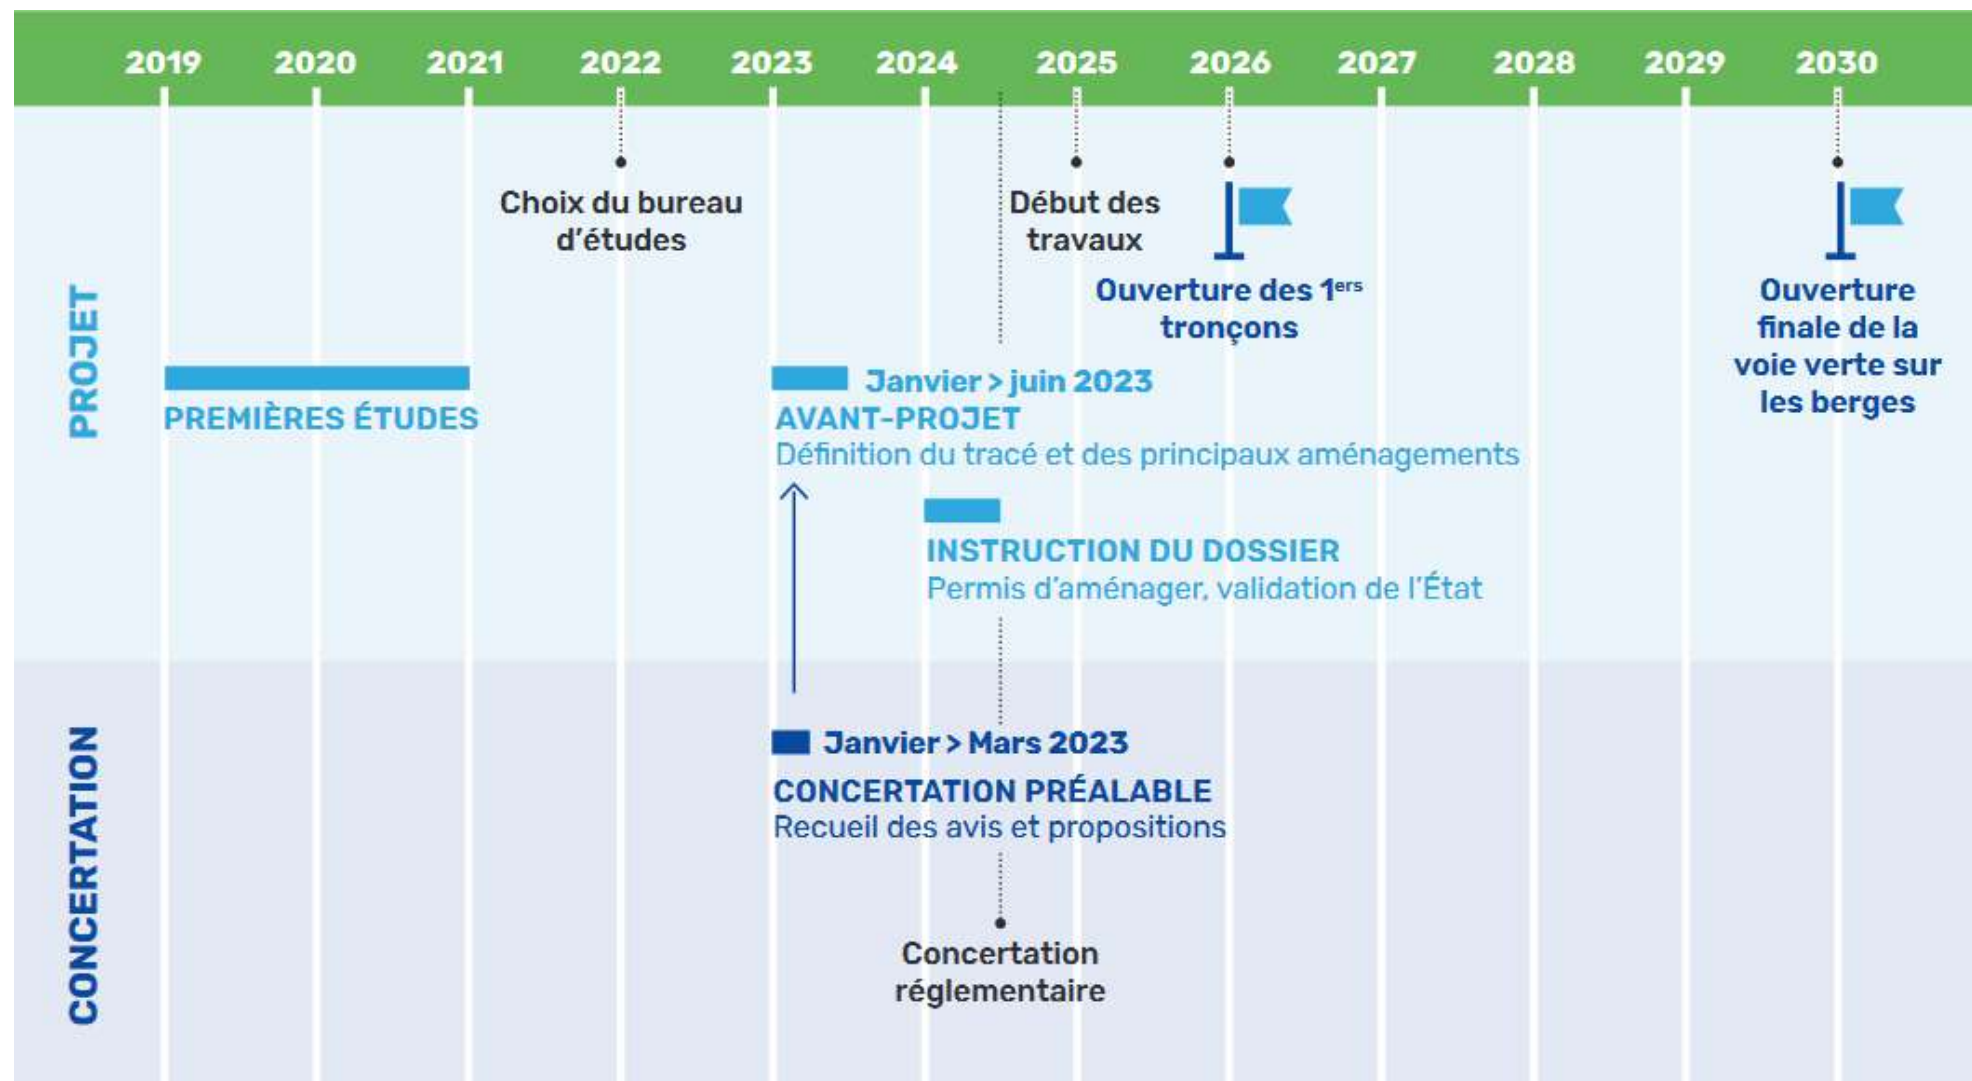 2019 2020 2021 2022 2023 2024 2025 2026 2027 2028 2029 2030
PROJET
Choix du bureau
d'études
Début des
travaux
Ouverture des 1ers
tronçons
Ouverture
finale de la
voie verte sur
les berges
PREMIÈRES ÉTUDES
Janvier > juin 2023
AVANT-PROJET
Définition du tracé et des principaux aménagements
INSTRUCTION DU DOSSIER
Permis d'aménager, validation de l'État
CONCERTATION
Janvier > Mars 2023
CONCERTATION PRÉALABLE
Recueil des avis et propositions
Concertation
réglementaire